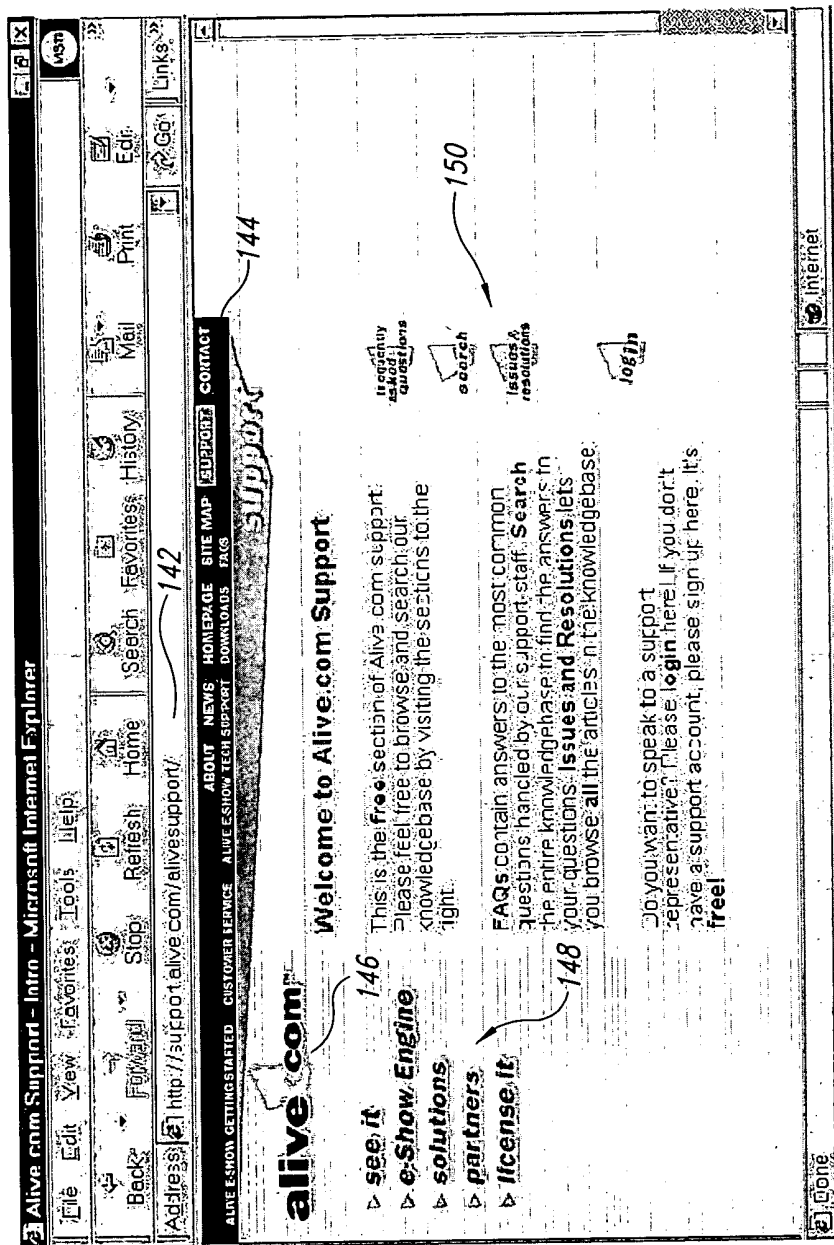 Alive com Support - Intro - Microsoft Internet Explorer
File Edit View Favorites Tools Help
Back Forward Stop Refresh Home Search Favorites History Mail Print Edit
msn
Address http://support.alive.com/alivesupport/ Go Links
142
ABOUT NEWS HOMEPAGE SITE MAP SUPPORT CONTACT
ALIVE E-SHOW GETTING STARTED CUSTOMER SERVICE ALIVE E-SHOW TECH SUPPORT DOWNLOADS FAQS
144
support
alive com
146
see it
e-Show Engine
solutions
partners
license it
148
Welcome to Alive.com Support
This is the free section of Alive com support.
Please feel free to browse and search our
knowledgebase by visiting the sections to the
right.
FAQs contain answers to the most common
questions handled by our support staff. Search
the entire knowledgebase to find the answers to
your questions. Issues and Resolutions lets
you browse all the articles in the knowledgebase.
Do you want to speak to a support
representative? Please login here. If you don't
have a support account, please sign up here. It's
free!
frequently
asked
questions
search
Issues &
resolutions
login
150
Done
Internet